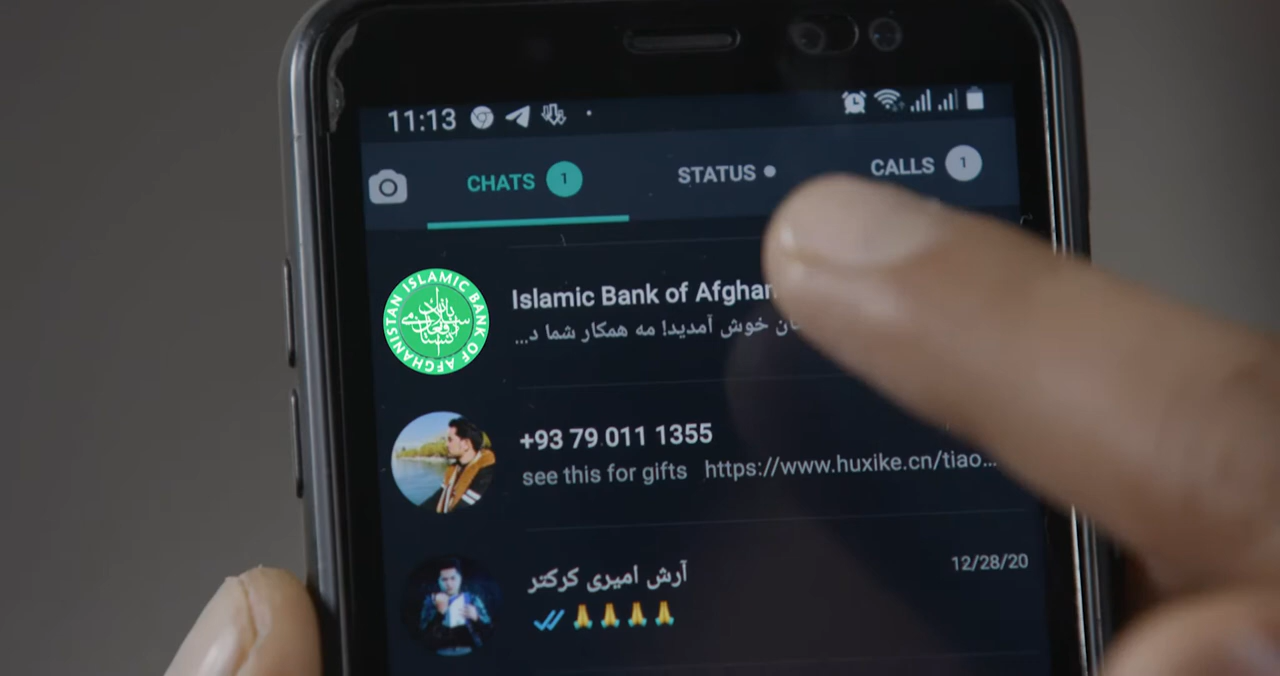 11:13
CHATS 1
STATUS
CALLS 1
ISLAMIC BANK OF AFGHANISTAN
Islamic Bank of
خوش آمدید! مه همکار شما د...
+93 79 011 1355
see this for gifts https://www.huxike.cn/tiao...
آرش امیری کرکتر
12/28/20
🙏🙏🙏🙏